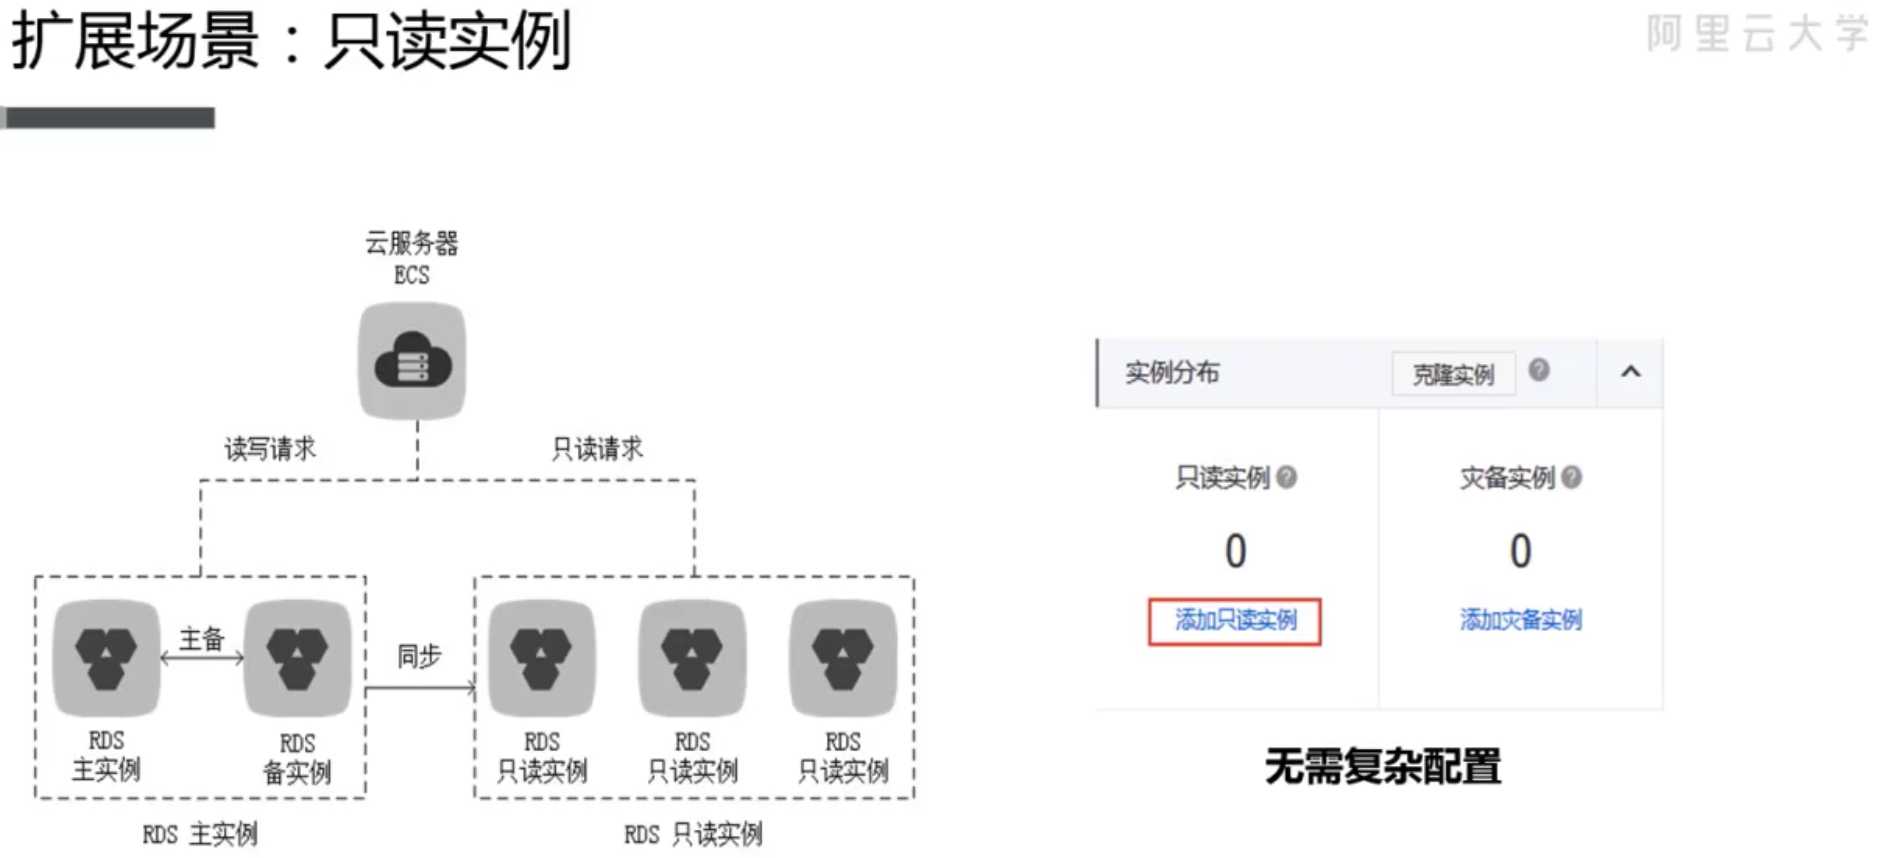 扩展场景：只读实例
阿里云大学
云服务器
ECS
读写请求
只读请求
主备
同步
RDS
主实例
RDS
备实例
RDS
只读实例
RDS
只读实例
RDS
只读实例
RDS 主实例
RDS 只读实例
实例分布
克隆实例
?
只读实例 ?
灾备实例 ?
0
0
添加只读实例
添加灾备实例
无需复杂配置